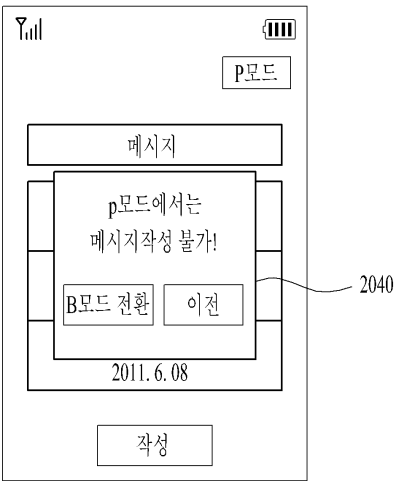 P모드
메시지
p모드에서는
메시지작성 불가!
B모드 전환
이전
2040
2011. 6. 08
작성